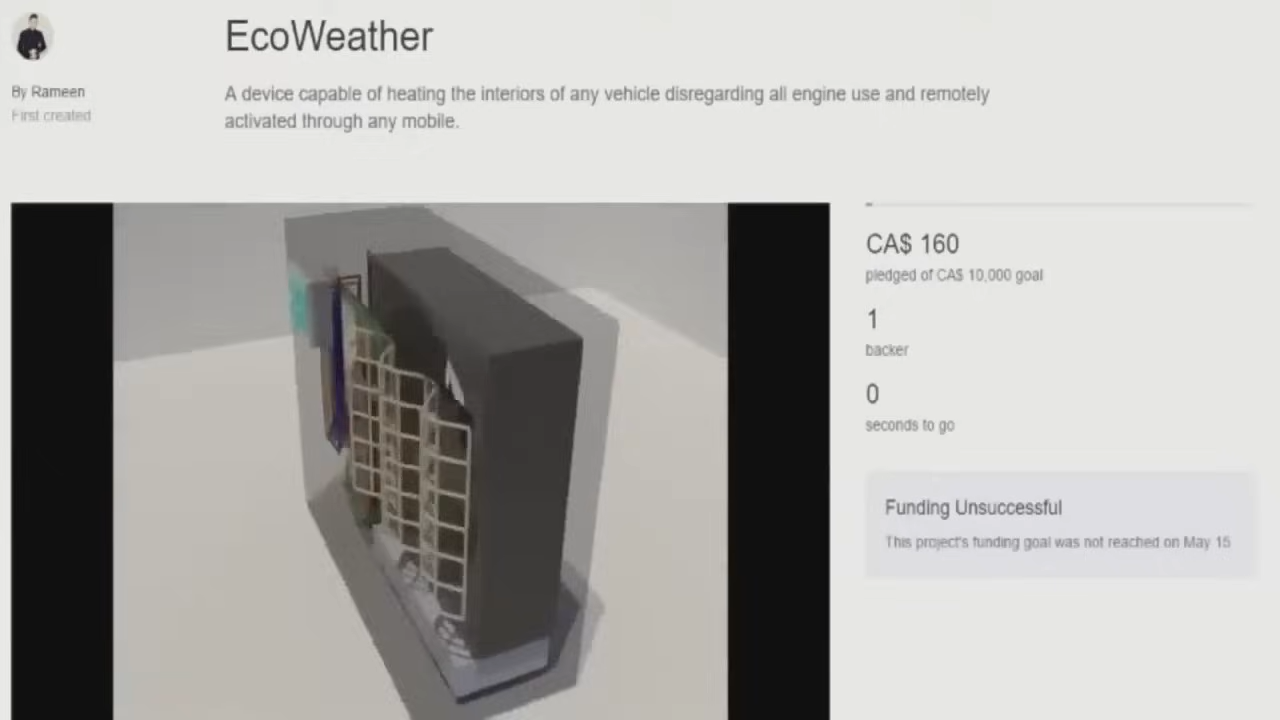 EcoWeather
By Rameen
First created
A device capable of heating the interiors of any vehicle disregarding all engine use and remotely
activated through any mobile.
CA$ 160
pledged of CA$ 10,000 goal
1
backer
0
seconds to go
Funding Unsuccessful
This project's funding goal was not reached on May 15